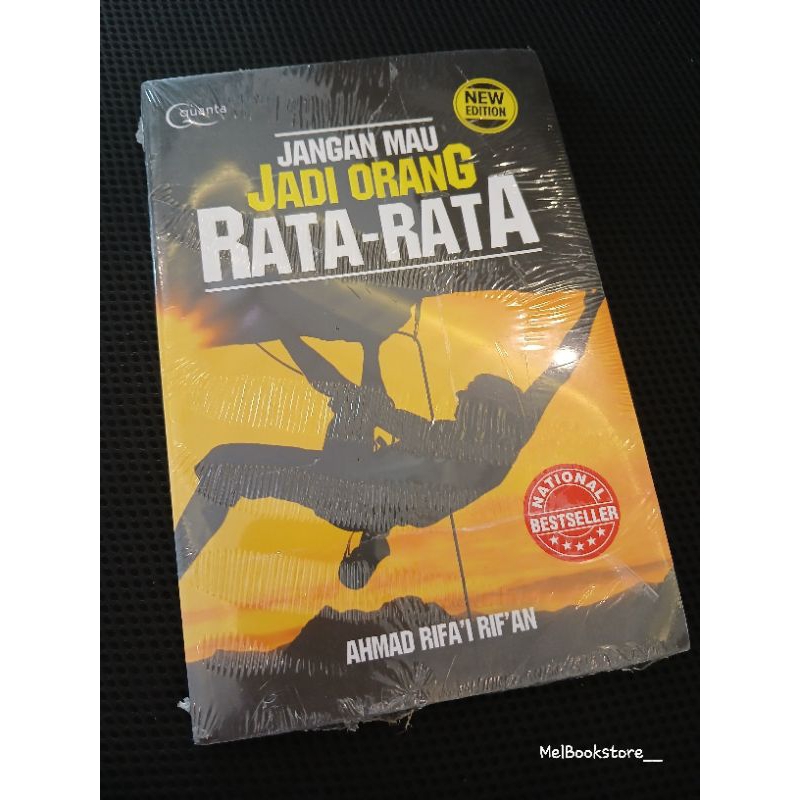 Quanta
NEW
EDITION
JANGAN MAU
JADI ORANG
RATA-RATA
NATIONAL
BESTSELLER
AHMAD RIFA'I RIF'AN
MelBookstore__